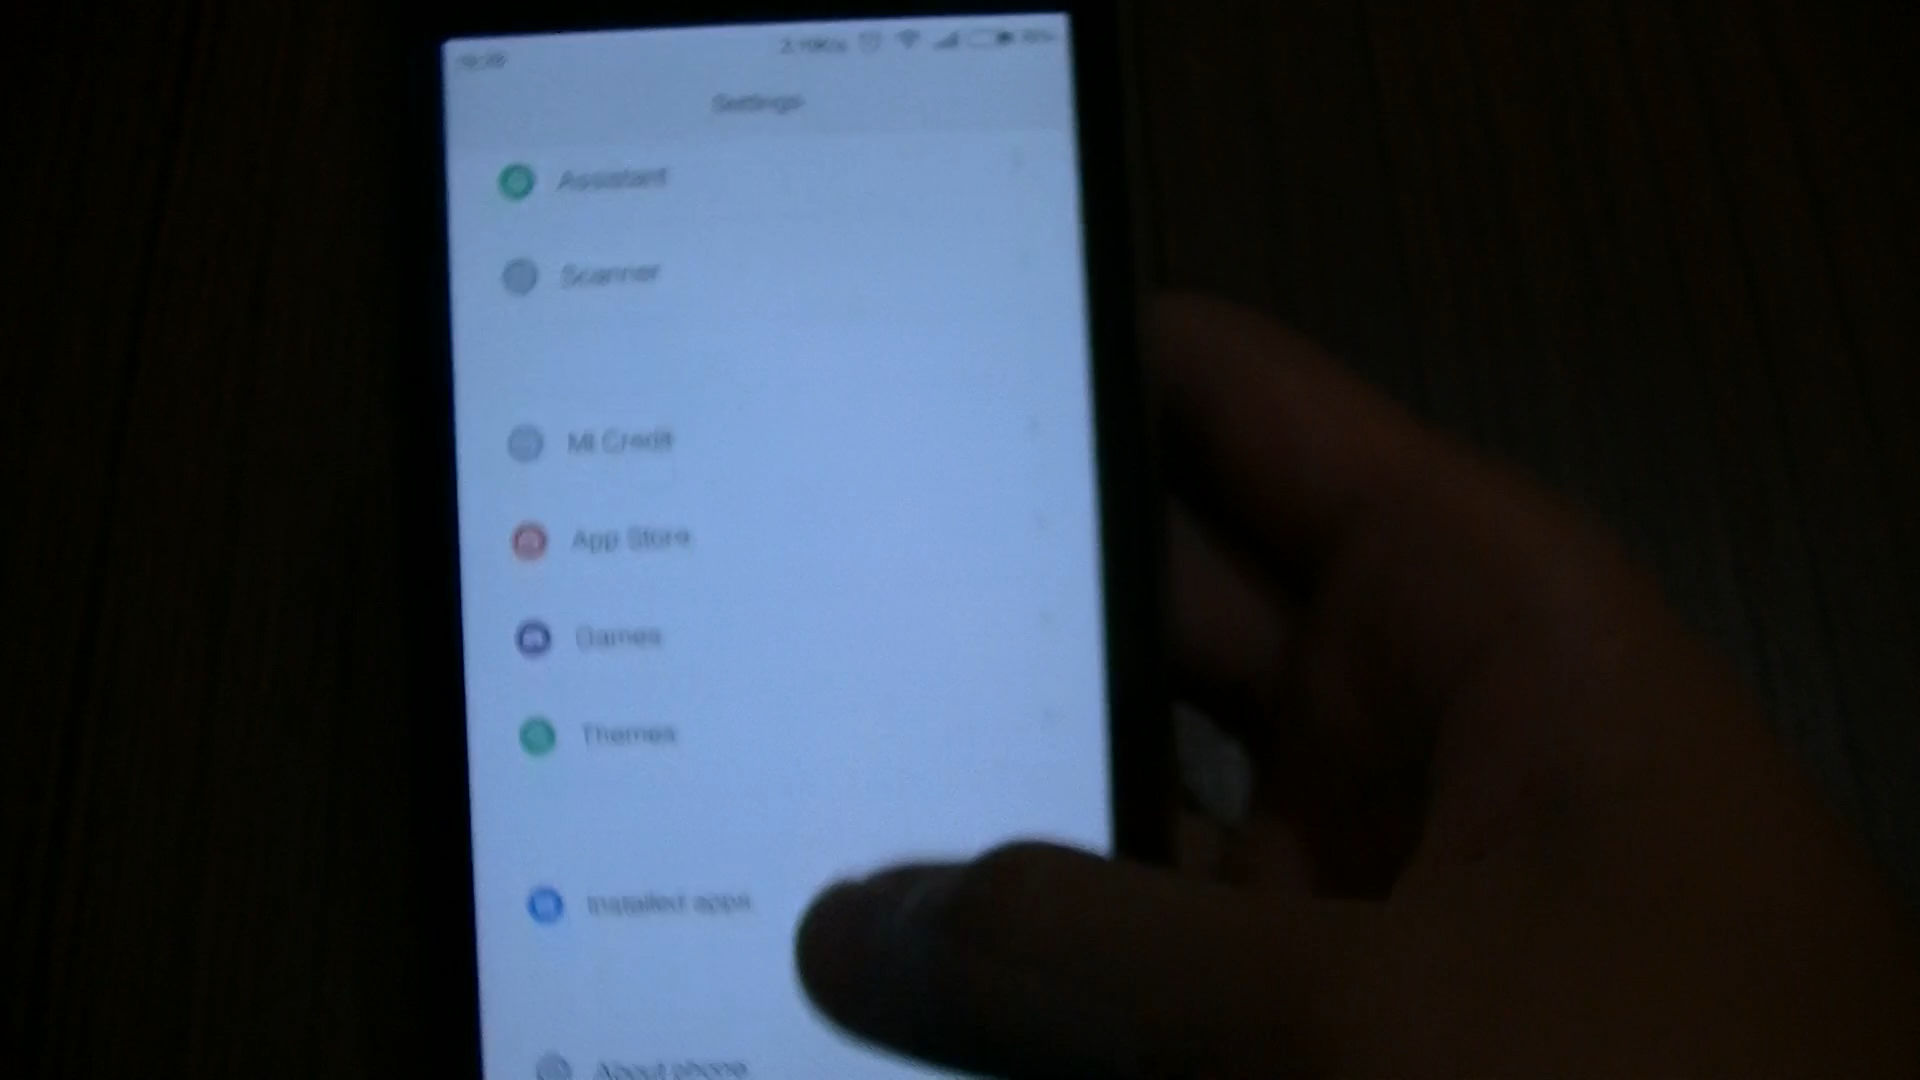 Settings
Assistant
Scanner
Mi Credit
App Store
Games
Themes
Installed apps
About phone